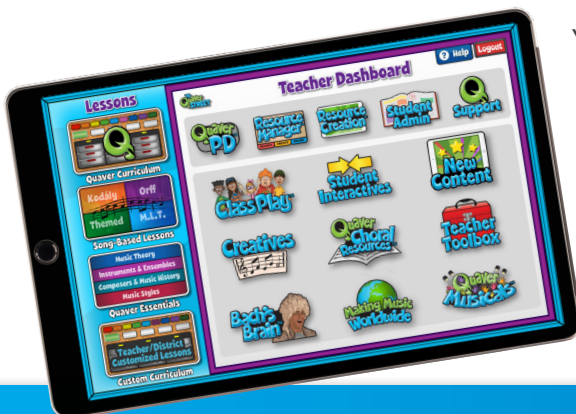 Teacher Dashboard
? Help
Logout
Lessons
Q
Quaver Curriculum
Kodály
Orff
Themed
M.L.T.
Song-Based Lessons
Music Theory
Instruments & Ensembles
Composers & Music History
Music Styles
Quaver Essentials
Teacher/District
Customized Lessons
Custom Curriculum
Quaver
PD
Resource
Manager
Resource
Creation
Student
Admin
Q
Support
ClassPlay
Student
Interactives
New
Content
Creatives
Quaver
Choral
Resources
Teacher
Toolbox
Bach's
Brain
Making Music
Worldwide
Quaver
Musicals